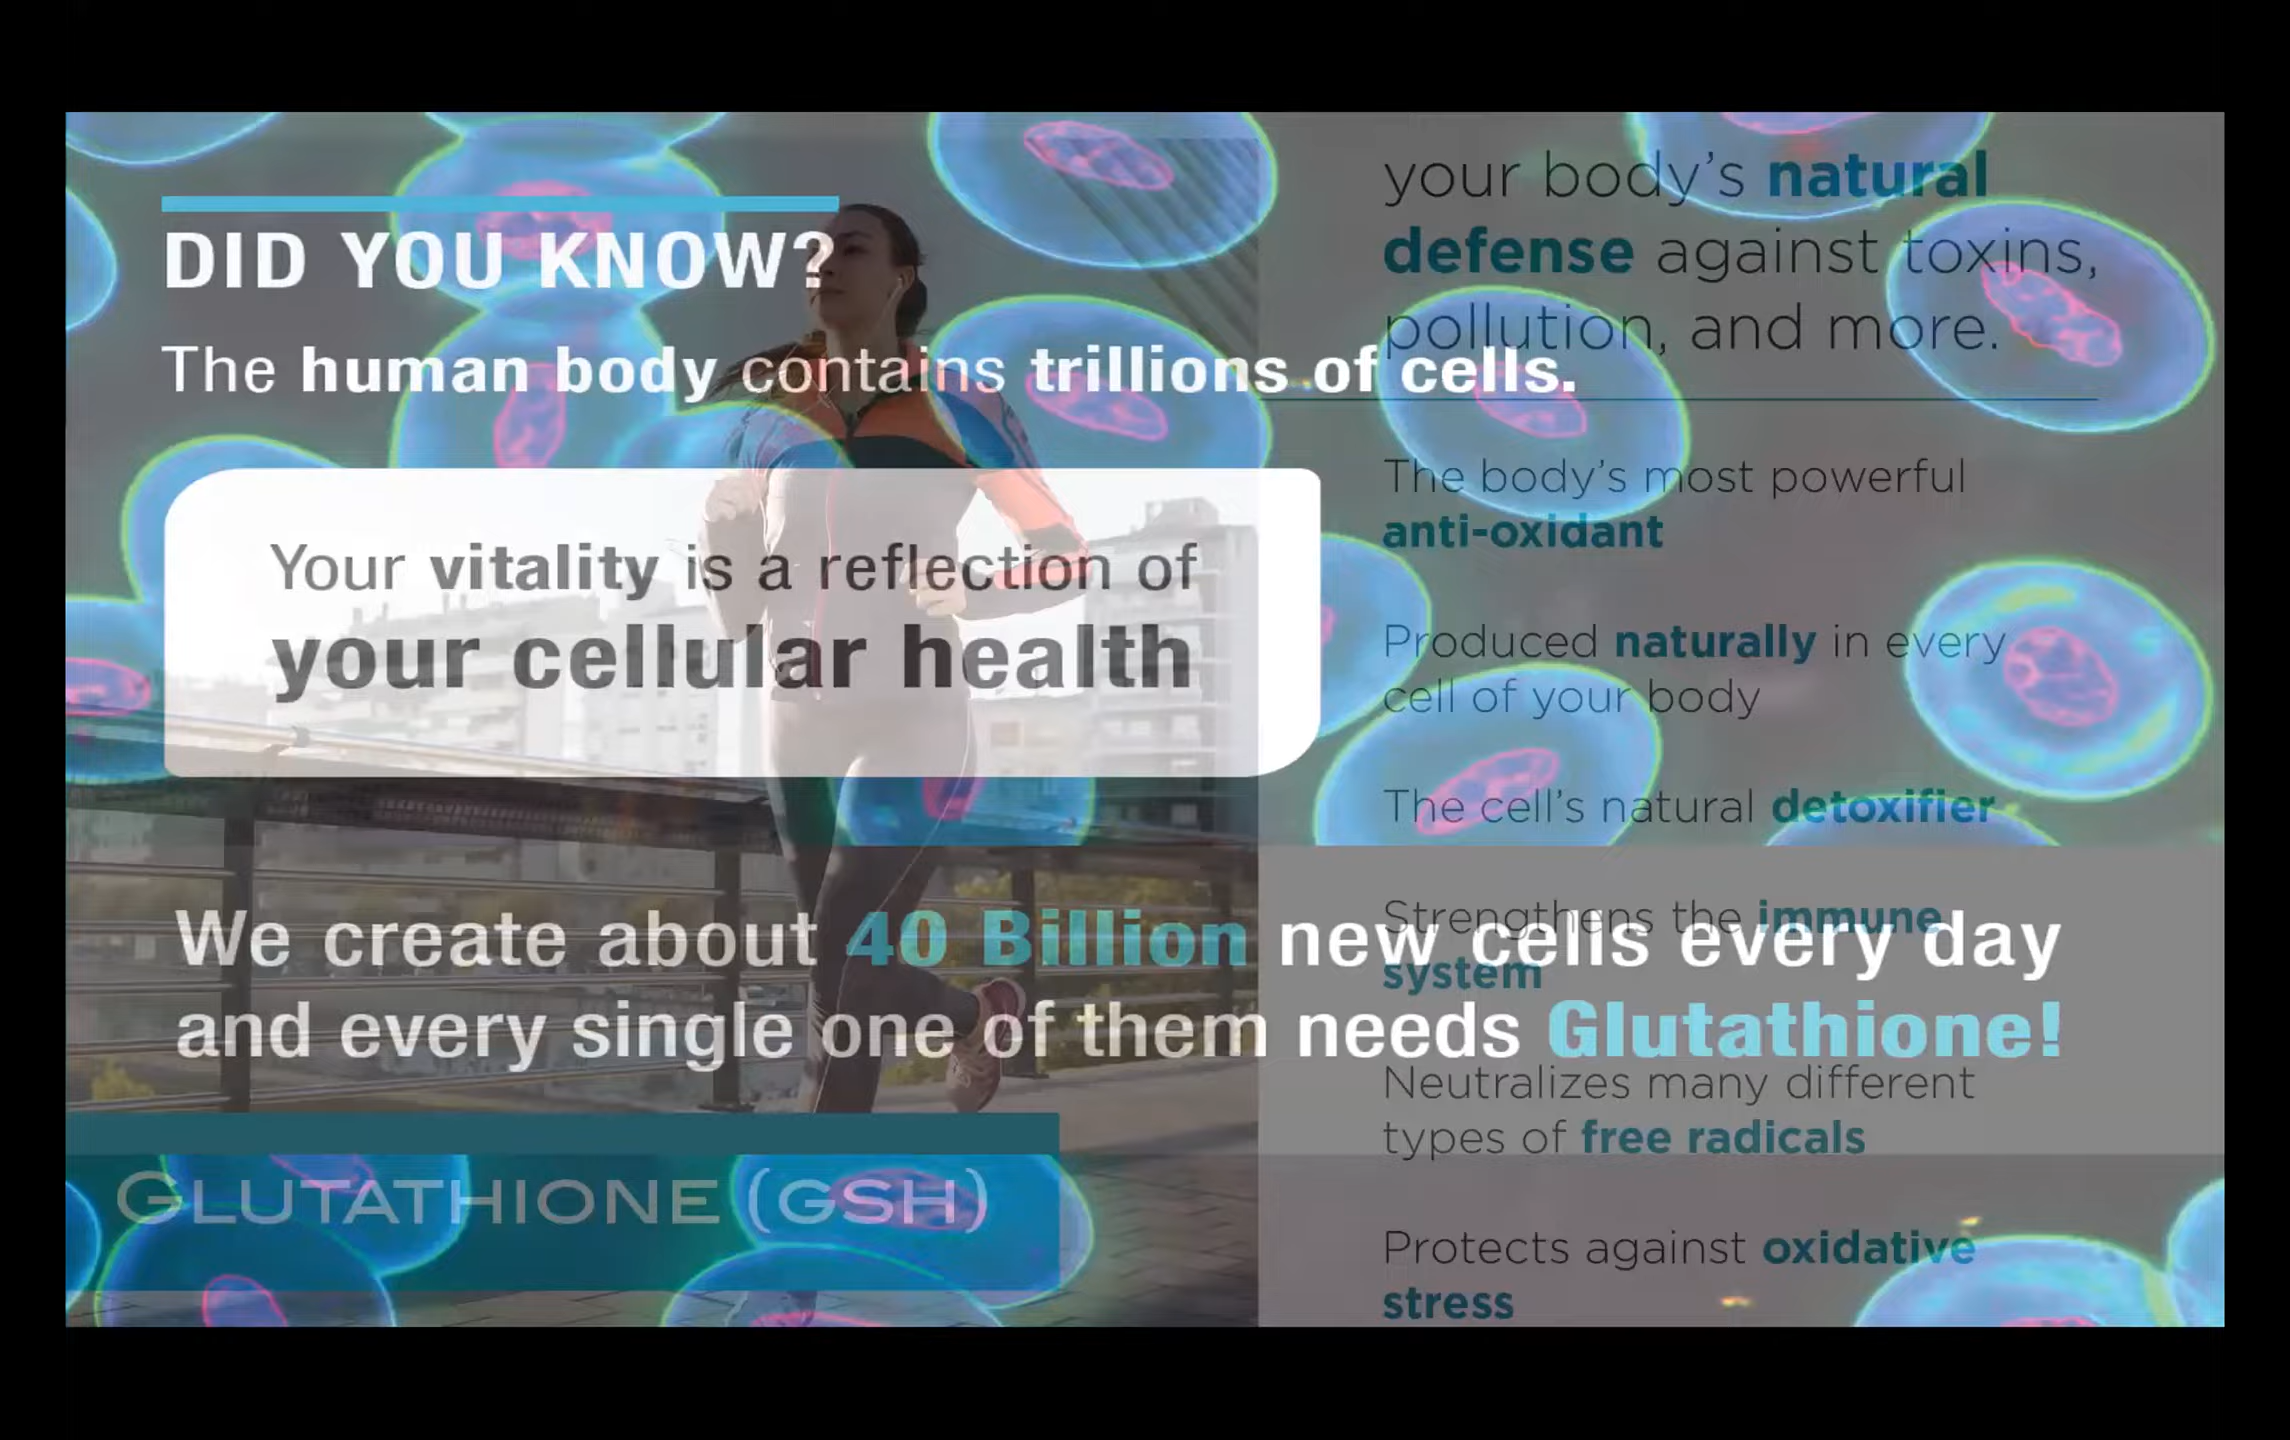 DID YOU KNOW?
The human body contains trillions of cells.
Your vitality is a reflection of
your cellular health
We create about 40 Billion new cells every day
and every single one of them needs Glutathione!
GLUTATHIONE (GSH)
your body's natural
defense against toxins,
pollution, and more.
The body's most powerful
anti-oxidant
Produced naturally in every
cell of your body
The cell's natural detoxifier
Strengthens the immune
system
Neutralizes many different
types of free radicals
Protects against oxidative
stress